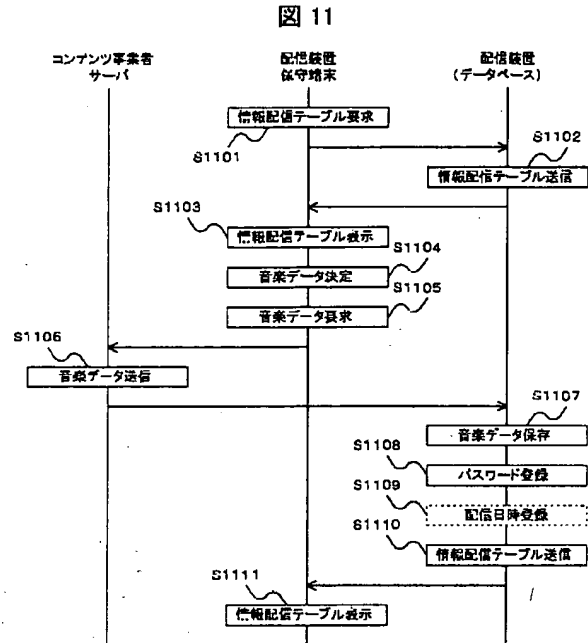 図 11
コンテンツ事業者
サーバ
配信装置
保守端末
配信装置
(データベース)
情報配信テーブル要求
S1101
S1102
情報配信テーブル送信
S1103
情報配信テーブル表示
S1104
音楽データ決定
S1105
音楽データ要求
S1106
音楽データ送信
S1107
音楽データ保存
S1108
パスワード登録
S1109
配信日時登録
S1110
情報配信テーブル送信
S1111
情報配信テーブル表示